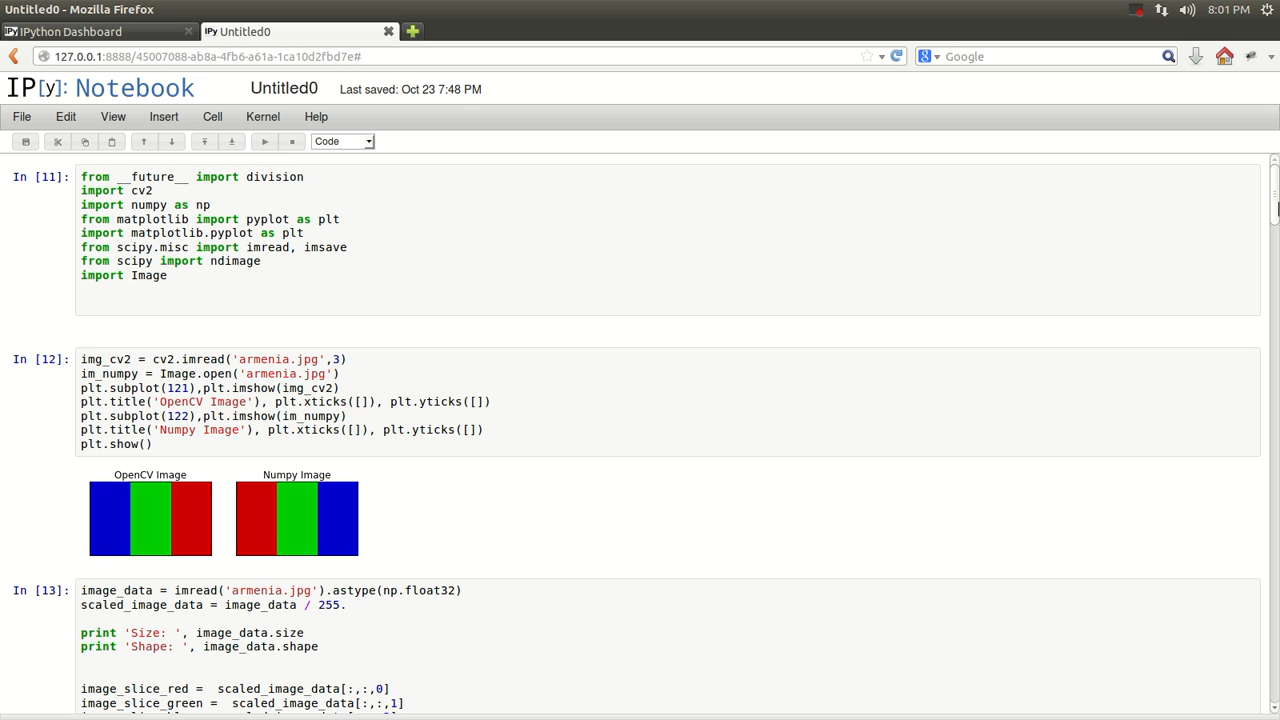 Untitled0 - Mozilla Firefox
8:01 PM
IPy IPython Dashboard
IPy Untitled0
127.0.0.1:8888/45007088-ab8a-4fb6-a61a-1ca10d2fbd7e#
Google
IP[y]: Notebook Untitled0 Last saved: Oct 23 7:48 PM
File Edit View Insert Cell Kernel Help
Code
In [11]: from __future__ import division
import cv2
import numpy as np
from matplotlib import pyplot as plt
import matplotlib.pyplot as plt
from scipy.misc import imread, imsave
from scipy import ndimage
import Image
In [12]: img_cv2 = cv2.imread('armenia.jpg',3)
im_numpy = Image.open('armenia.jpg')
plt.subplot(121),plt.imshow(img_cv2)
plt.title('OpenCV Image'), plt.xticks([]), plt.yticks([])
plt.subplot(122),plt.imshow(im_numpy)
plt.title('Numpy Image'), plt.xticks([]), plt.yticks([])
plt.show()
OpenCV Image Numpy Image
In [13]: image_data = imread('armenia.jpg').astype(np.float32)
scaled_image_data = image_data / 255.
print 'Size: ', image_data.size
print 'Shape: ', image_data.shape
image_slice_red = scaled_image_data[:,:,0]
image_slice_green = scaled_image_data[:,:,1]